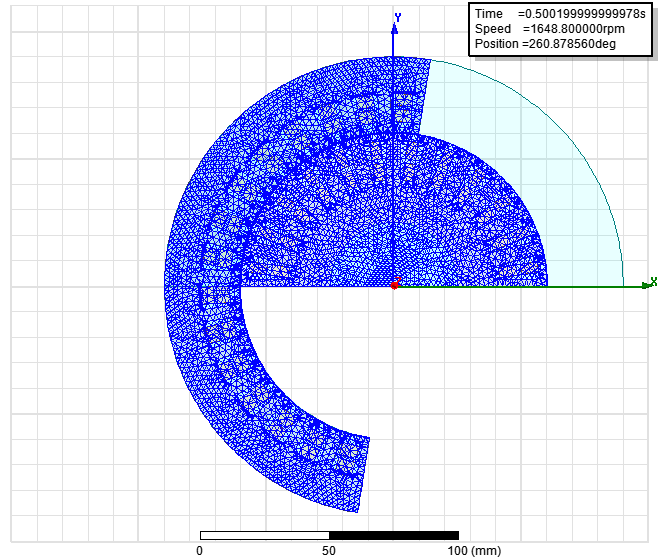 Time =0.500199999999978s
Speed =1648.800000rpm
Position =260.878560deg
Y
X
0 50 100 (mm)